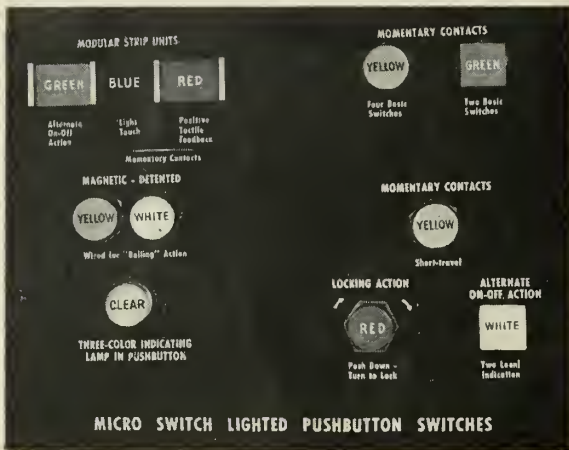 MODULAR STRIP UNITS
GREEN BLUE RED
Alternate On-Off Action
"Light Touch
Positive Tactile Feedback
Momentary Contacts
MAGNETIC - DETENTED
YELLOW WHITE
Wired for "Rolling" Action
CLEAR
THREE-COLOR INDICATING
LAMP IN PUSHBUTTON
MOMENTARY CONTACTS
YELLOW GREEN
Four Basic Switches
Two Basic Switches
MOMENTARY CONTACTS
YELLOW
Short-travel
LOCKING ACTION
RED
Push Down -
Turn to Lock
ALTERNATE
ON-OFF ACTION
WHITE
Two Level
Indication
MICRO SWITCH LIGHTED PUSHBUTTON SWITCHES